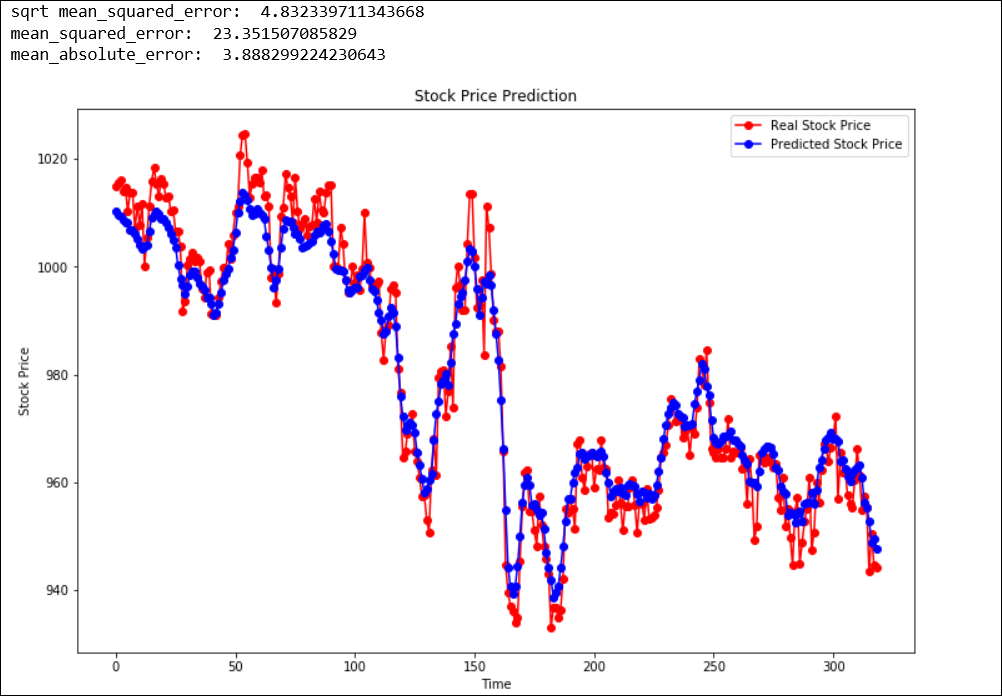 sqrt mean_squared_error:  4.832339711343668
mean_squared_error:  23.351507085829
mean_absolute_error:  3.888299224230643
Stock Price Prediction
Real Stock Price
Predicted Stock Price
Stock Price
1020
1000
980
960
940
0 50 100 150 200 250 300
Time